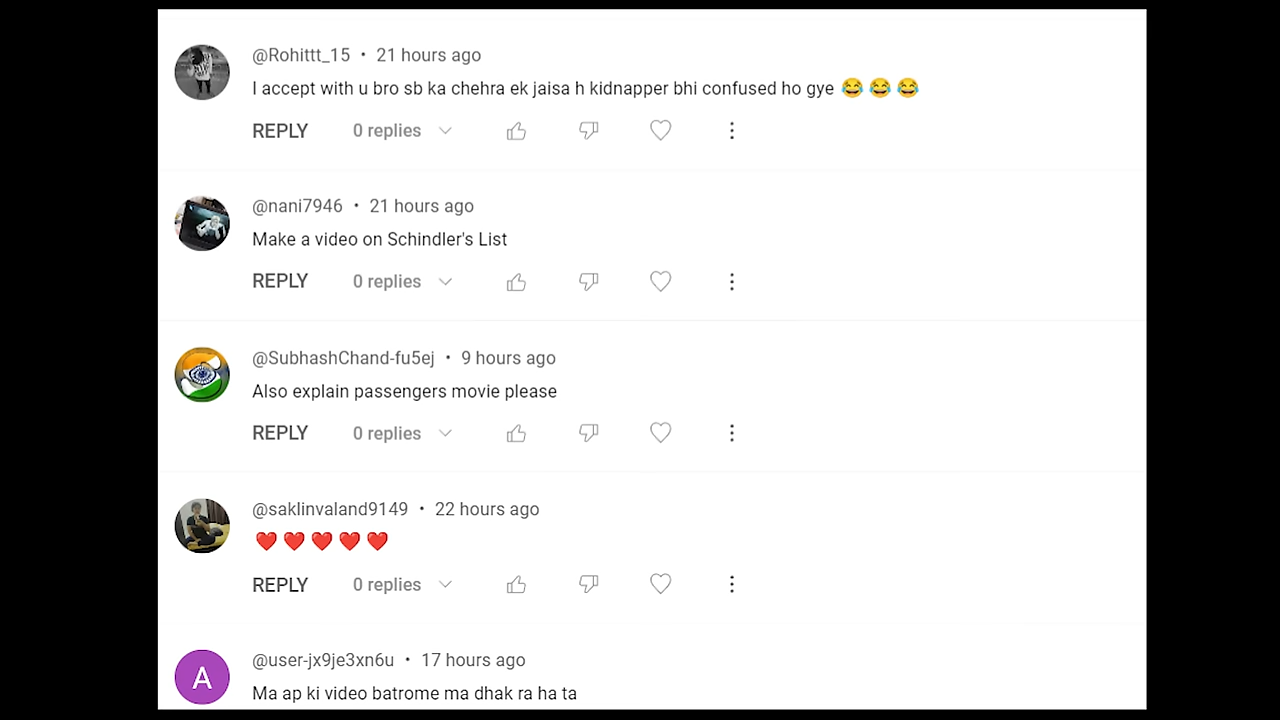 @Rohittt_15 • 21 hours ago
I accept with u bro sb ka chehra ek jaisa h kidnapper bhi confused ho gye 😂 😂 😂
REPLY 0 replies
@nani7946 • 21 hours ago
Make a video on Schindler's List
REPLY 0 replies
@SubhashChand-fu5ej • 9 hours ago
Also explain passengers movie please
REPLY 0 replies
@saklinvaland9149 • 22 hours ago
❤️ ❤️ ❤️ ❤️ ❤️
REPLY 0 replies
A
@user-jx9je3xn6u • 17 hours ago
Ma ap ki video batrome ma dhak ra ha ta